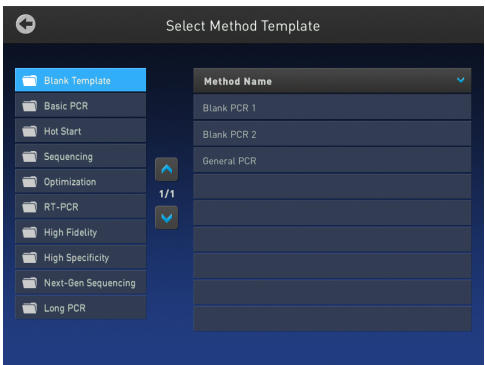 Select Method Template
Blank Template
Basic PCR
Hot Start
Sequencing
Optimization
RT-PCR
High Fidelity
High Specificity
Next-Gen Sequencing
Long PCR
1/1
Method Name
Blank PCR 1
Blank PCR 2
General PCR